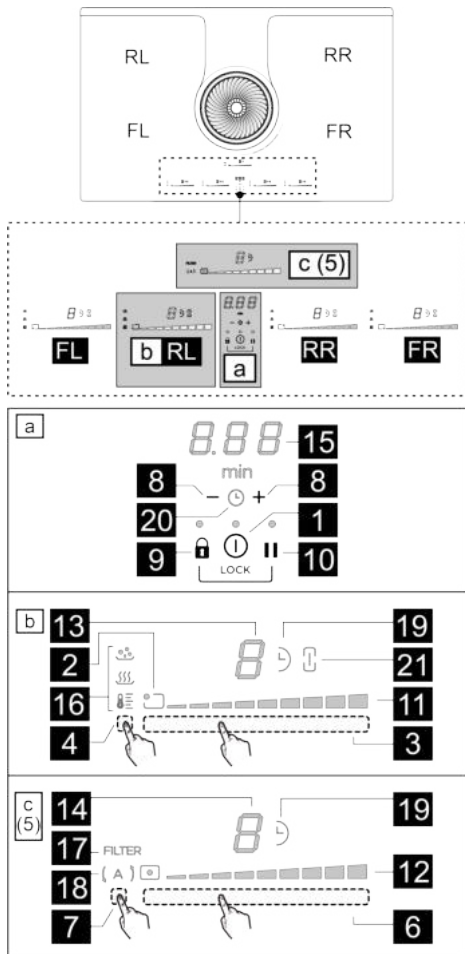 RL RR
FL FR
c (5)
FL b RL a RR FR
a
8.88 15
min
8 − + 8
20 1
9 10
LOCK
b
13 8 19
2 21
16 11
4 3
c
(5)
14 8 19
17 FILTER
18 ( A ) 12
7 6